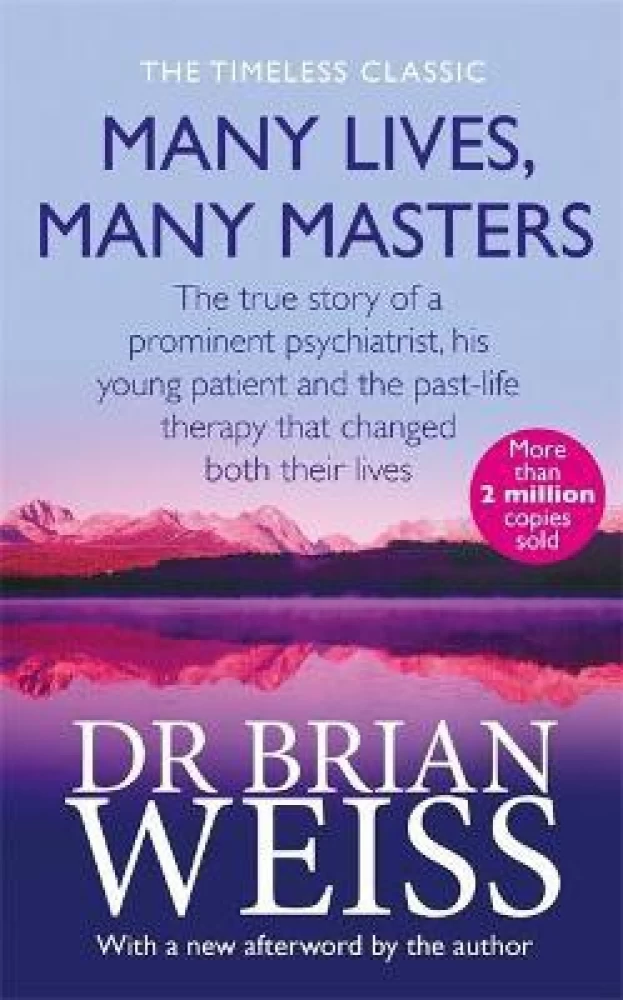 THE TIMELESS CLASSIC
MANY LIVES,
MANY MASTERS
The true story of a
prominent psychiatrist, his
young patient and the past-life
therapy that changed
both their lives
More
than
2 million
copies
sold
DR BRIAN
WEISS
With a new afterword by the author